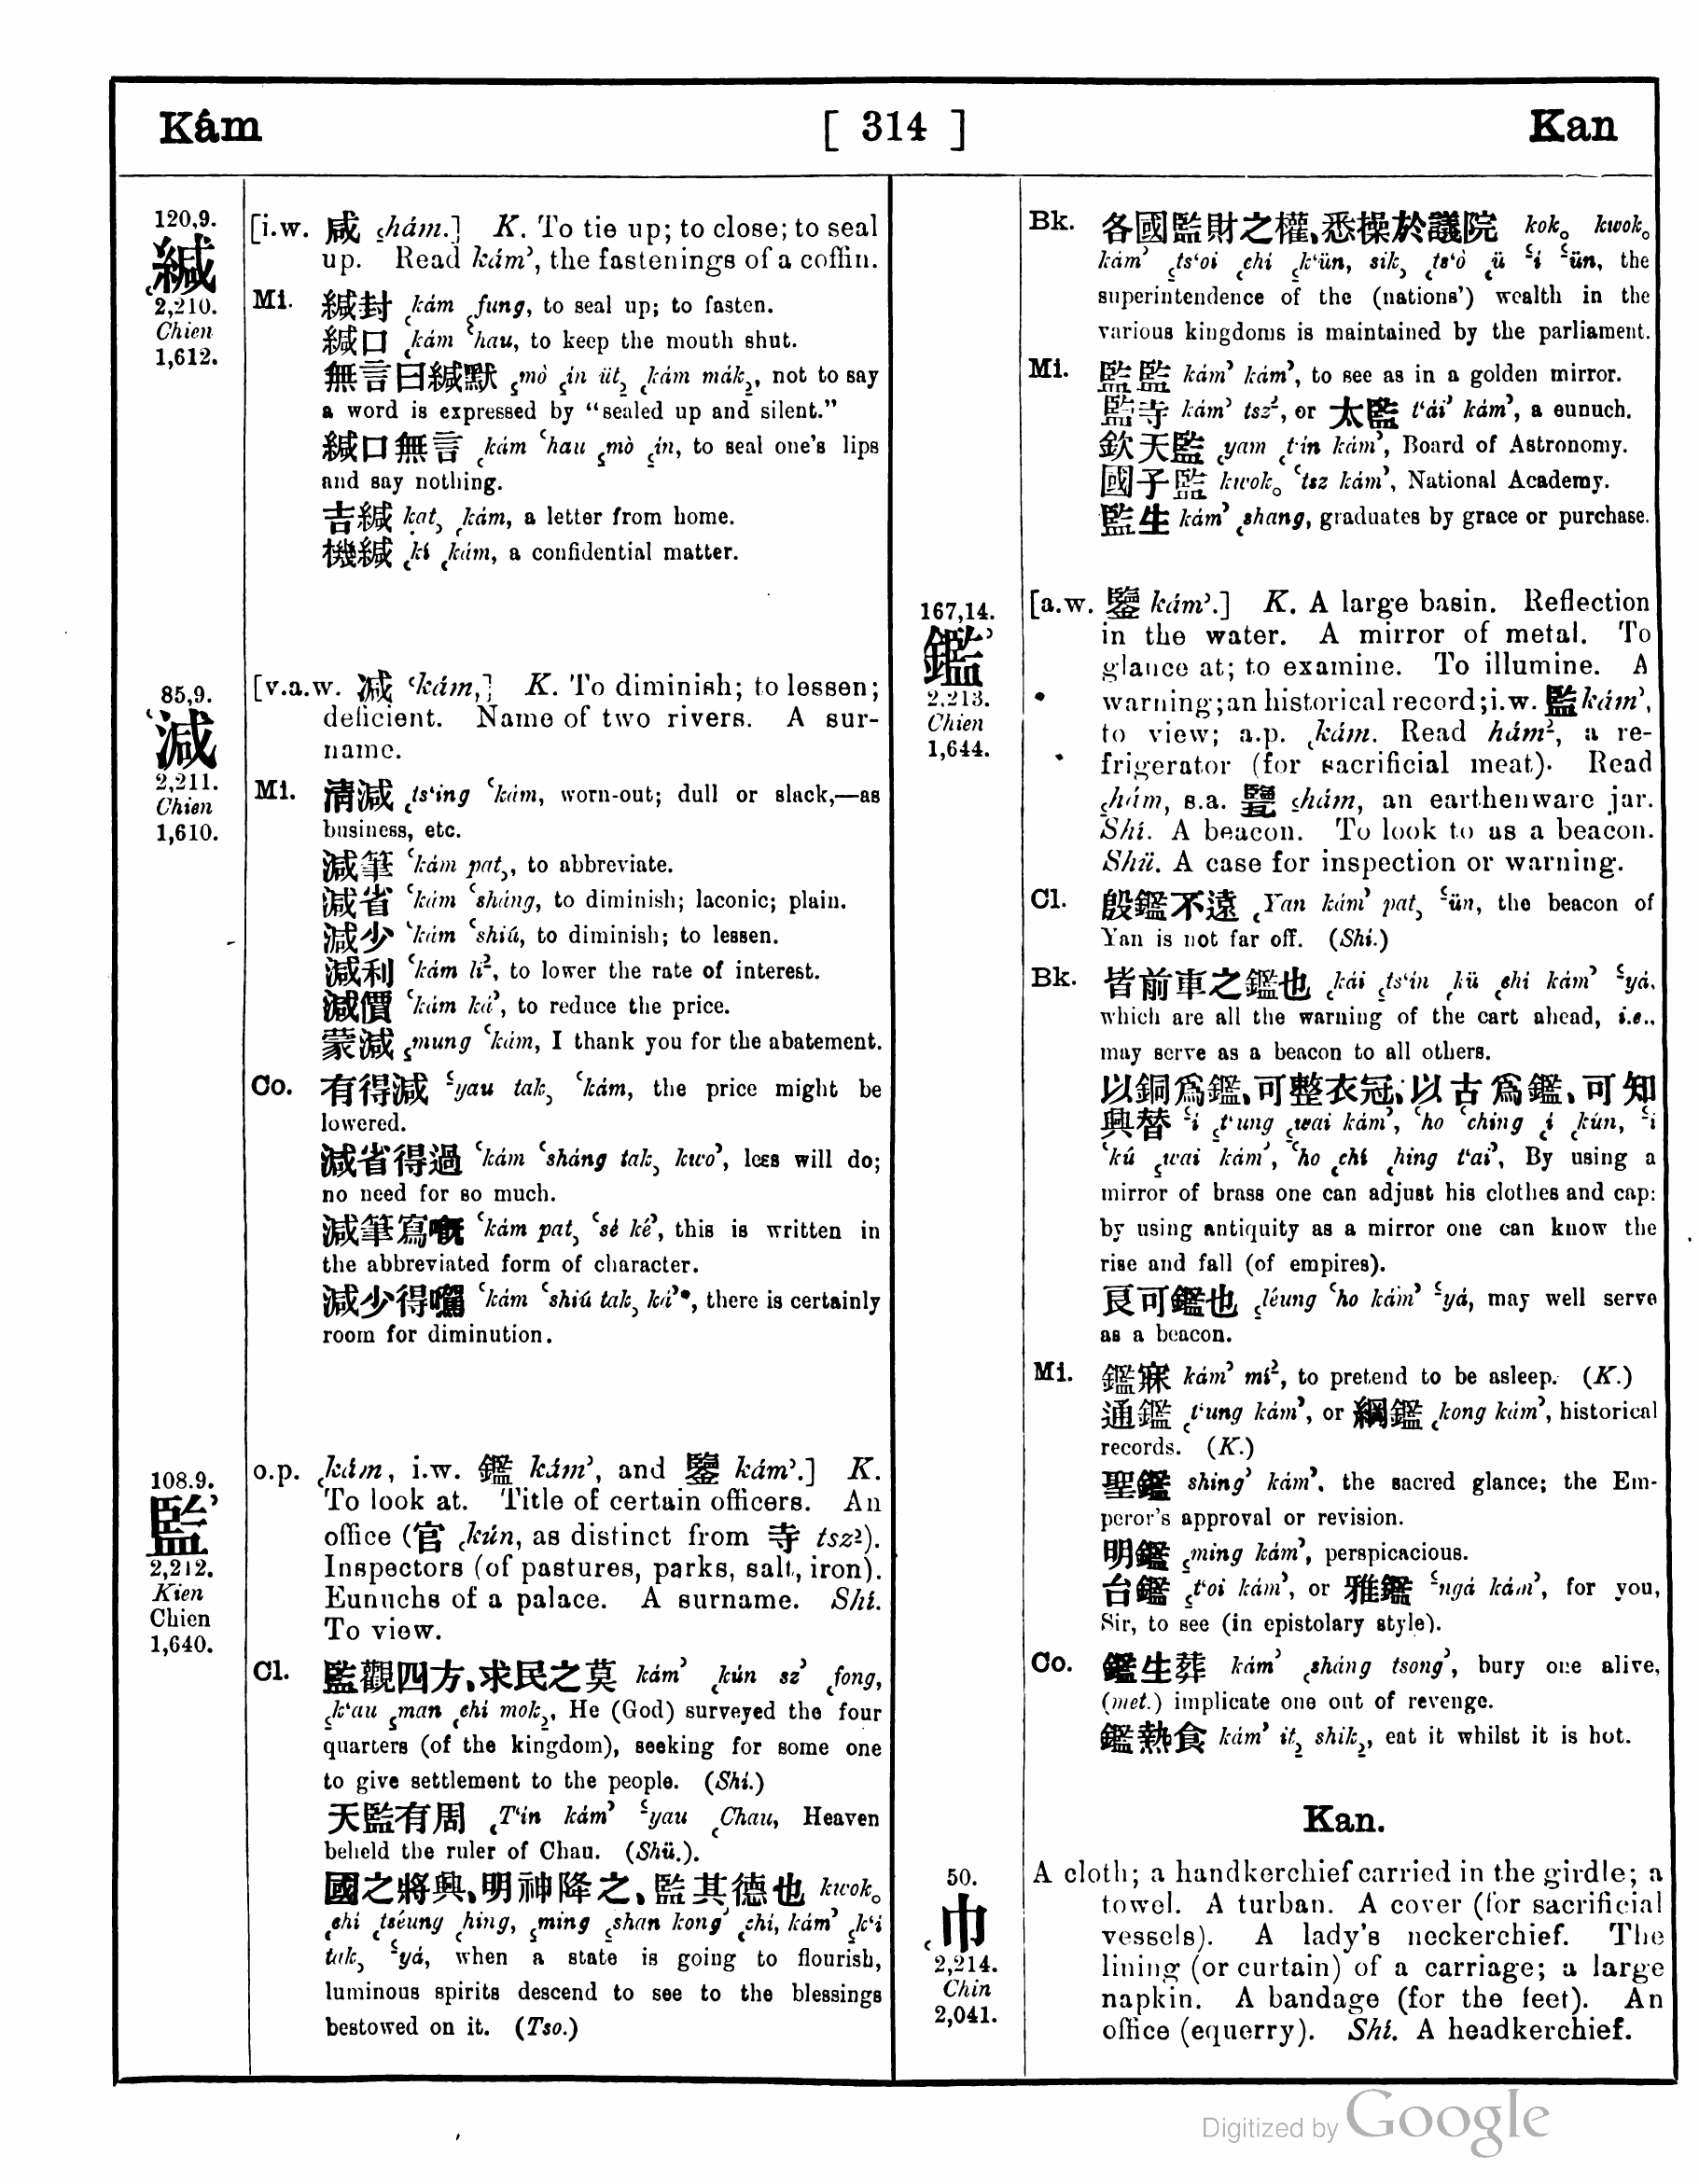 Kám
[ 314 ]
Kan
120,9.
꜀緘
2,210.
Chien
1,612.
[i.w. 咸 ꜁hám.] K. To tie up; to close; to seal
up. Read kám꜄, the fastenings of a coffin.
Mi. 緘封 ꜀kám ꜀fung, to seal up; to fasten.
緘口 ꜀kám ꜂hau, to keep the mouth shut.
無言曰緘默 ꜁mò ꜁ín üt꜇ ꜀kám mák꜇, not to say
a word is expressed by “sealed up and silent.”
緘口無言 ꜀kám ꜂hau ꜁mò ꜁ín, to seal one's lips
and say nothing.
吉緘 kat꜆ ꜀kám, a letter from home.
機緘 ꜀kí ꜀kám, a confidential matter.
85,9.
꜂減
2,211.
Chien
1,610.
[v.a.w. 减 ꜂kám,] K. To diminish; to lessen;
deficient. Name of two rivers. A sur-
name.
Mi. 清減 ꜀ts‘ing ꜂kám, worn-out; dull or slack,—as
business, etc.
減筆 ꜂kám pat꜆, to abbreviate.
減省 ꜂kám ꜂sháng, to diminish; laconic; plain.
減少 ꜂kám ꜂shiú, to diminish; to lessen.
減利 ꜂kám lí꜅, to lower the rate of interest.
減價 ꜂kám ká꜄, to reduce the price.
蒙減 ꜁mung ꜂kám, I thank you for the abatement.
Co. 有得減 ꜃yau tak꜆ ꜂kám, the price might be
lowered.
減省得過 ꜂kám ꜂sháng tak꜆ kwo꜄, less will do;
no need for so much.
減筆寫嘅 ꜂kám pat꜆ ꜂sé ké꜄, this is written in
the abbreviated form of character.
減少得 ꜂kám ꜂shiú tak꜆ ká꜄*, there is certainly
room for diminution.
108.9.
監꜄
2,212.
Kien
Chien
1,640.
o.p. ꜀kám, i.w. 鑑 kám꜄, and 鑒 kám꜄.] K.
To look at. Title of certain officers. An
office (官 ꜀kún, as distinct from 寺 tsz꜅).
Inspectors (of pastures, parks, salt, iron).
Eunuchs of a palace. A surname. Shí.
To view.
Cl. 監觀四方、求民之莫 kám꜄ ꜀kún sz꜄ ꜀fong,
꜁k‘au ꜁man ꜀chí mok꜇, He (God) surveyed the four
quarters (of the kingdom), seeking for some one
to give settlement to the people. (Shí.)
天監有周 ꜀T‘ín kám꜄ ꜃yau ꜀Chau, Heaven
beheld the ruler of Chau. (Shü.).
國之將興、明神降之、監其德也 kwok꜀
꜀chí ꜀tséung ꜀hing, ꜁ming ꜁shan kong꜄ ꜀chí, kám꜄ ꜁k‘í
tak꜆ ꜃yá, when a state is going to flourish,
luminous spirits descend to see to the blessings
bestowed on it. (Tso.)
Bk. 各國監財之權、悉操於議院 kok꜀ kwok꜀
kám꜄ ꜁ts‘oi ꜀chí ꜁k‘ün, sik꜆ ꜀ts‘ò ꜀ü ꜃í ꜃ün, the
superintendence of the (nations') wealth in the
various kingdoms is maintained by the parliament.
Mi. 監監 kám꜄ kám꜄, to see as in a golden mirror.
監寺 kám꜄ tsz꜅, or 太監 t‘ái꜄ kám꜄, a eunuch.
欽天監 ꜀yam ꜀t‘ín kám꜄, Board of Astronomy.
國子監 kwok꜀ ꜂tsz kám꜄, National Academy.
監生 kám꜄ ꜀shang, graduates by grace or purchase.
167,14.
鑑꜄
2,213.
Chien
1,644.
[a.w. 鑒 kám꜄.] K. A large basin. Reflection
in the water. A mirror of metal. To
glance at; to examine. To illumine. A
warning; an historical record; i.w. 監 kám꜄,
to view; a.p. ꜀kám. Read hám꜅, a re-
frigerator (for sacrificial meat). Read
꜁hám, s.a. ꜁hám, an earthenware jar.
Shí. A beacon. To look to as a beacon.
Shü. A case for inspection or warning.
Cl. 殷鑑不遠 ꜀Yan kám꜄ pat꜆ ꜃ün, the beacon of
Yan is not far off. (Shí.)
Bk. 皆前車之鑑也 ꜀kái ꜁ts‘ín ꜀kü ꜀chí kám꜄ ꜃yá,
which are all the warning of the cart ahead, i.e.,
may serve as a beacon to all others.
以銅爲鑑、可整衣冠、以古爲鑑、可知
興替 ꜃í ꜁t‘ung ꜁wai kám꜄, ꜂ho ꜂ching ꜀í ꜀kún, ꜃í
꜂kú ꜁wai kám꜄, ꜂ho ꜀chí ꜀hing t‘ai꜄, By using a
mirror of brass one can adjust his clothes and cap:
by using antiquity as a mirror one can know the
rise and fall (of empires).
良可鑑也 ꜁léung ꜂ho kám꜄ ꜃yá, may well serve
as a beacon.
Mi. 鑑寐 kám꜄ mí꜅, to pretend to be asleep. (K.)
通鑑 ꜀t‘ung kám꜄, or 綱鑑 ꜀kong kám꜄, historical
records. (K.)
聖鑑 shing꜄ kám꜄, the sacred glance; the Em-
peror's approval or revision.
明鑑 ꜁ming kám꜄, perspicacious.
台鑑 ꜁t‘oi kám꜄, or 雅鑑 ꜃ngá kám꜄, for you,
Sir, to see (in epistolary style).
Co. 鑑生葬 kám꜄ ꜀sháng tsong꜄, bury one alive,
(met.) implicate one out of revenge.
鑑熱食 kám꜄ ít꜇ shik꜇, eat it whilst it is hot.
Kan.
50.
꜀巾
2,214.
Chin
2,041.
A cloth; a handkerchief carried in the girdle; a
towel. A turban. A cover (for sacrificial
vessels). A lady's neckerchief. The
lining (or curtain) of a carriage; a large
napkin. A bandage (for the feet). An
office (equerry). Shí. A headkerchief.
Digitized by Google